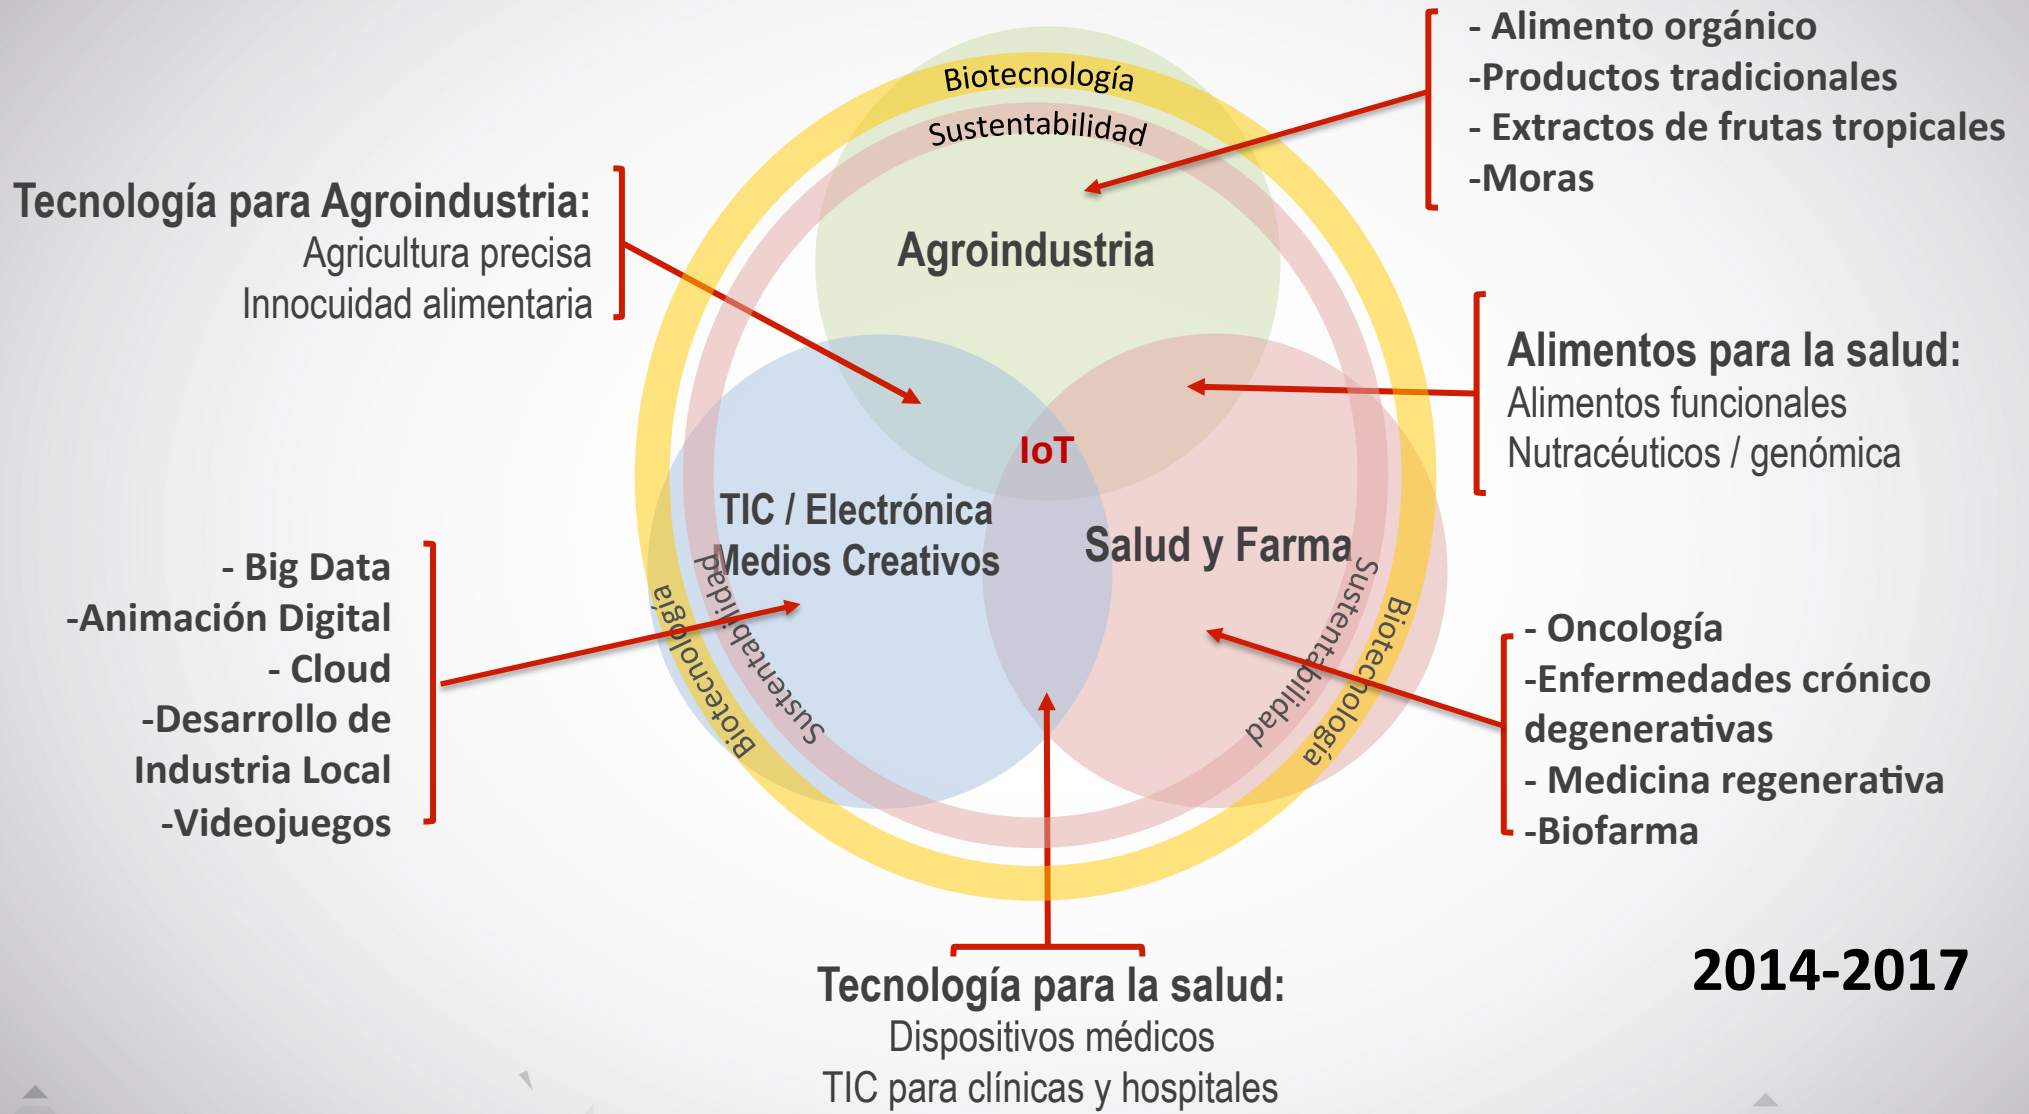 Biotecnología
Sustentabilidad
- Alimento orgánico
-Productos tradicionales
- Extractos de frutas tropicales
-Moras
Tecnología para Agroindustria:
Agricultura precisa
Innocuidad alimentaria
Agroindustria
Alimentos para la salud:
Alimentos funcionales
Nutracéuticos / genómica
IoT
TIC / Electrónica
Medios Creativos
Salud y Farma
Sustentabilidad
Biotecnología
Sustentabilidad
Biotecnología
- Big Data
-Animación Digital
- Cloud
-Desarrollo de
Industria Local
-Videojuegos
- Oncología
-Enfermedades crónico
degenerativas
- Medicina regenerativa
-Biofarma
2014-2017
Tecnología para la salud:
Dispositivos médicos
TIC para clínicas y hospitales